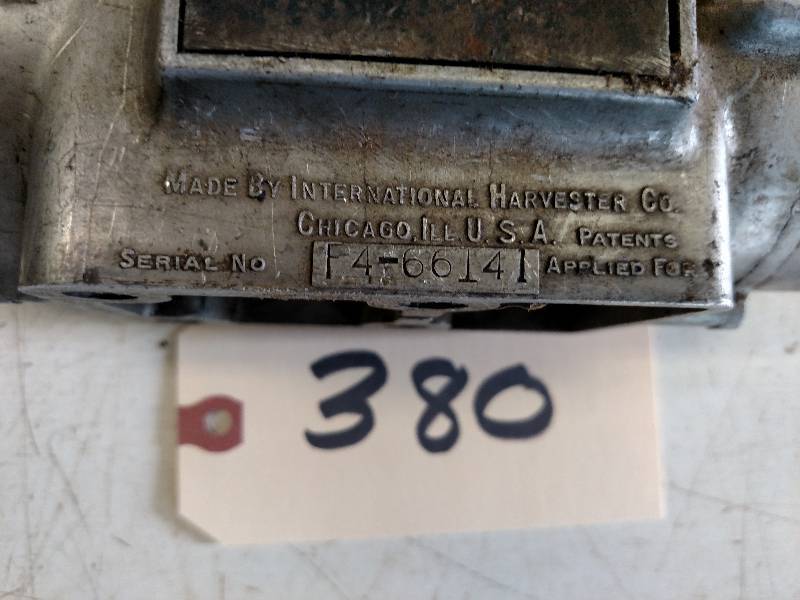 MADE BY INTERNATIONAL HARVESTER CO.
CHICAGO, ILL. U. S. A. PATENTS
SERIAL NO F4-66141 APPLIED FOR
380